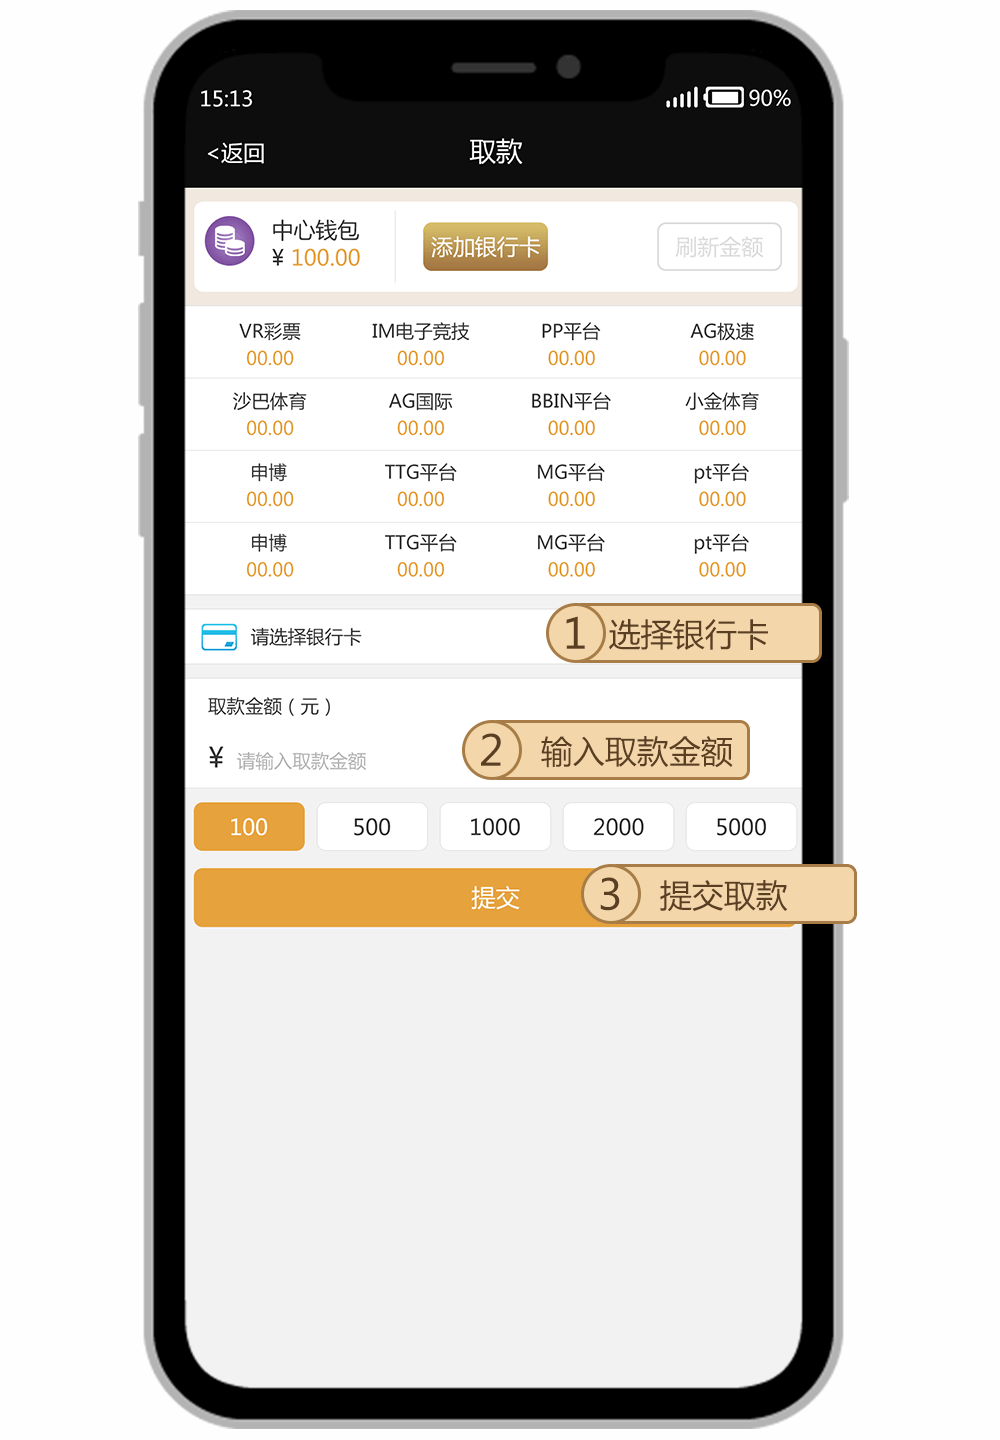 15:13
90%
<返回
取款
中心钱包
¥ 100.00
添加银行卡
刷新金额
VR彩票 IM电子竞技 PP平台 AG极速
00.00 00.00 00.00 00.00
沙巴体育 AG国际 BBIN平台 小金体育
00.00 00.00 00.00 00.00
申博 TTG平台 MG平台 pt平台
00.00 00.00 00.00 00.00
申博 TTG平台 MG平台 pt平台
00.00 00.00 00.00 00.00
请选择银行卡
1 选择银行卡
取款金额（元）
¥ 请输入取款金额
2 输入取款金额
100 500 1000 2000 5000
提交
3 提交取款